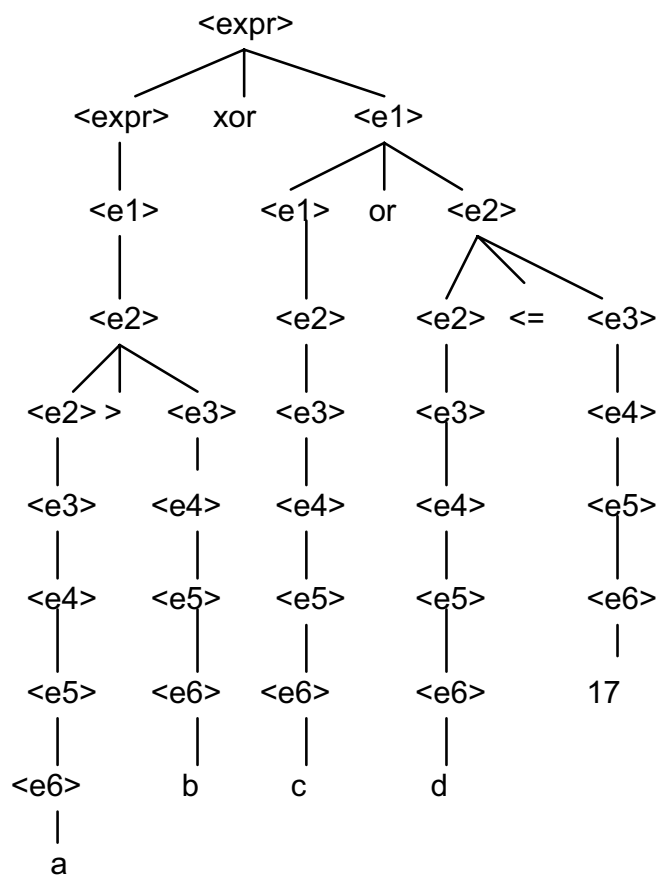 <expr>
<expr> xor <e1>
<e1> <e1> or <e2>
<e2> <e2> <e2> <= <e3>
<e2> > <e3> <e3> <e3> <e4>
<e3> <e4> <e4> <e4> <e5>
<e4> <e5> <e5> <e5> <e6>
<e5> <e6> <e6> <e6> 17
<e6> b c d
a